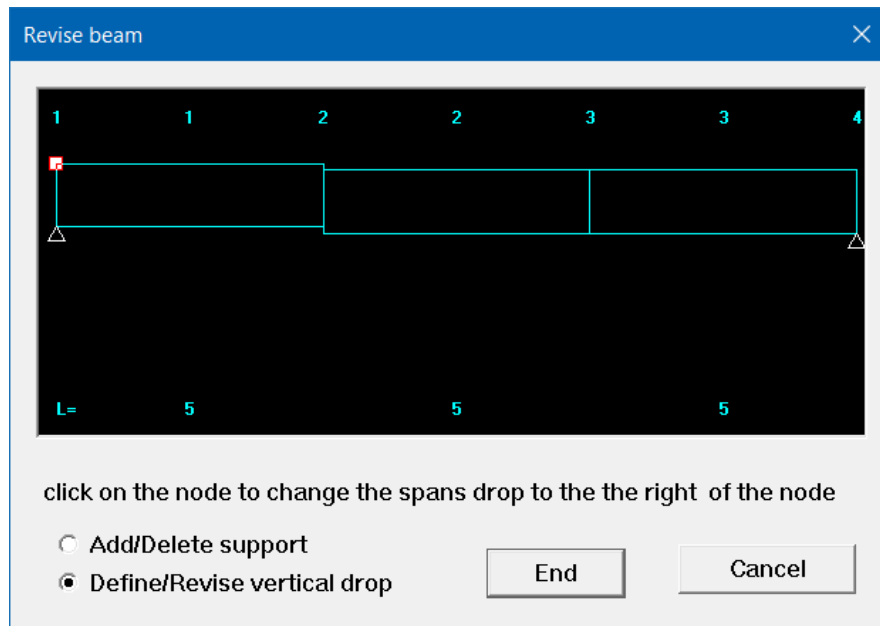 Revise beam
1 1 2 2 3 3 4
L= 5 5 5
click on the node to change the spans drop to the the right of the node
Add/Delete support
Define/Revise vertical drop
End
Cancel